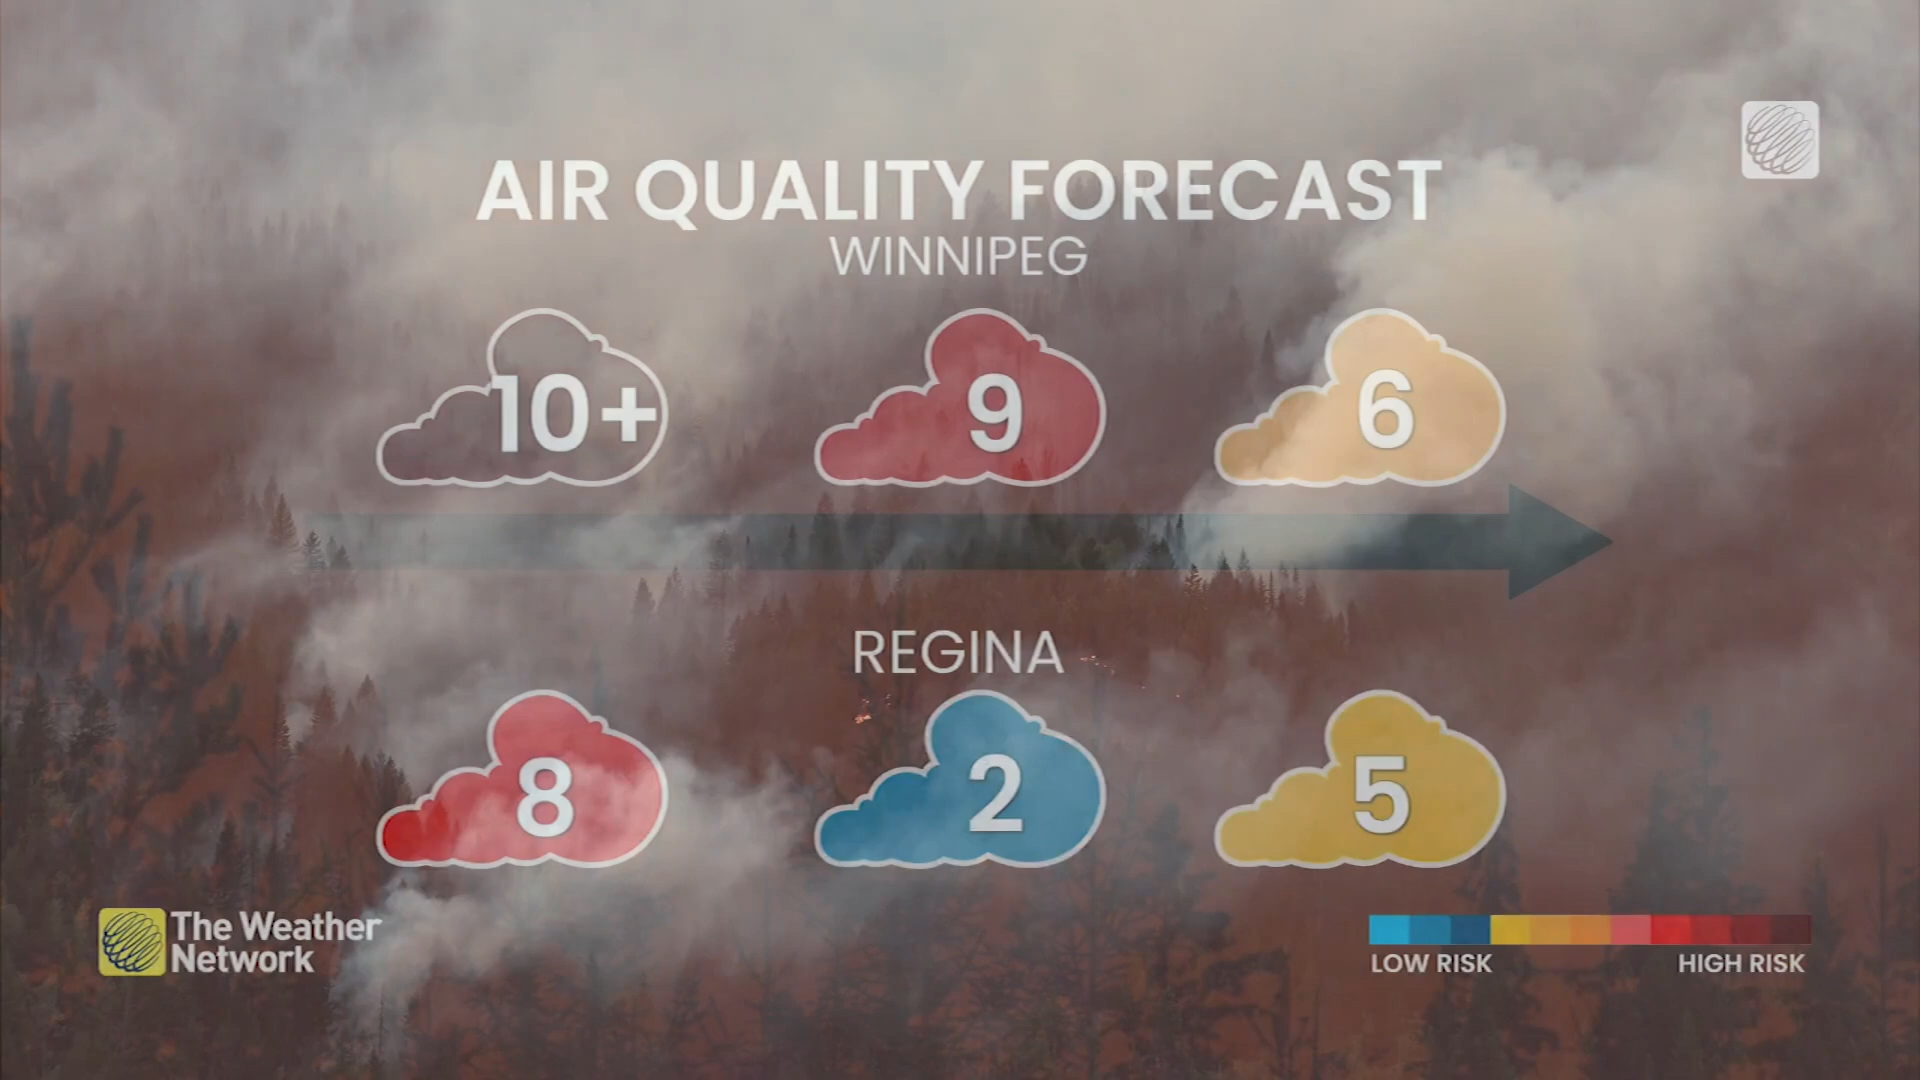 AIR QUALITY FORECAST
WINNIPEG
10+ 9 6
REGINA
8 2 5
The Weather
Network
LOW RISK HIGH RISK